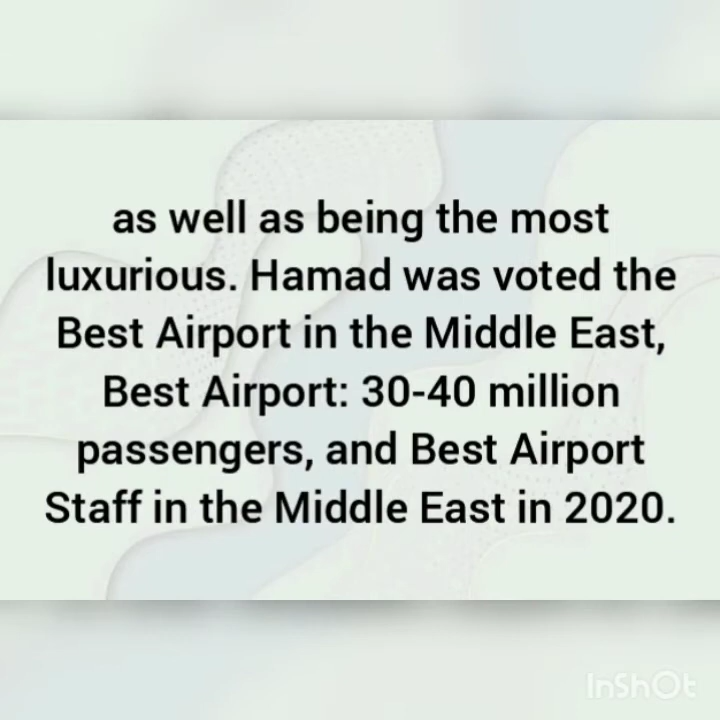 as well as being the most
luxurious. Hamad was voted the
Best Airport in the Middle East,
Best Airport: 30-40 million
passengers, and Best Airport
Staff in the Middle East in 2020.
InShOt